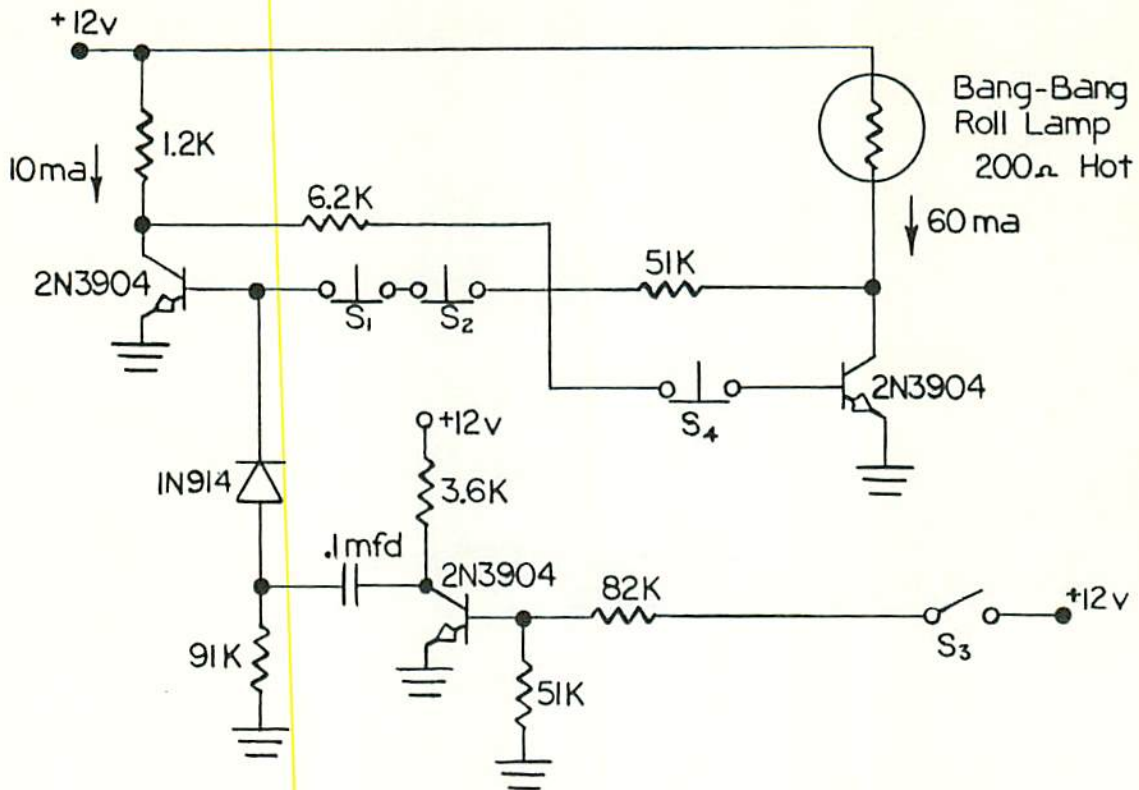 +12v
Bang-Bang
Roll Lamp
200Ω Hot
1.2K
10ma
6.2K
60 ma
51K
2N3904
S₁
S₂
2N3904
S₄
+12v
1N914
3.6K
.1mfd
2N3904
82K
+12v
S₃
91K
51K